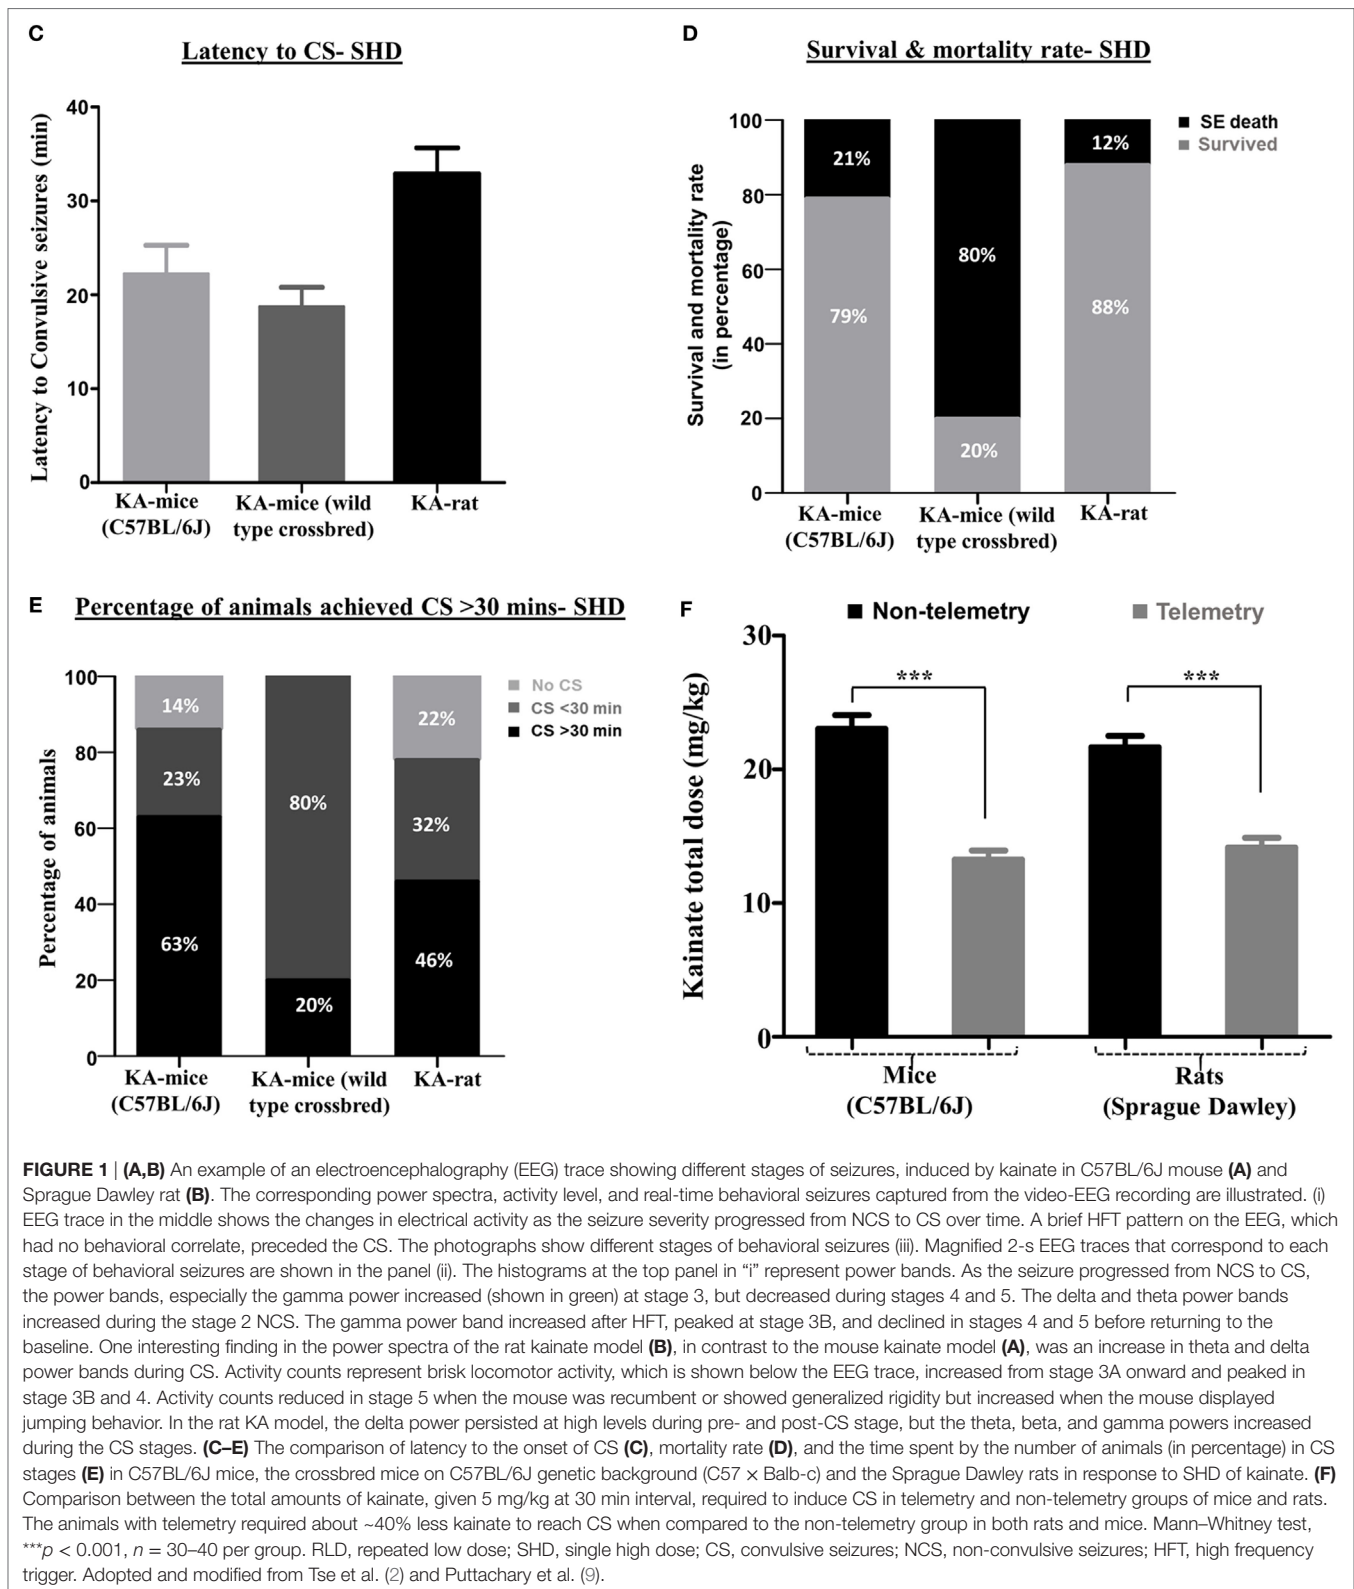 C
Latency to CS- SHD
Latency to Convulsive seizures (min)
40
30
20
10
0
KA-mice
(C57BL/6J)
KA-mice (wild
type crossbred)
KA-rat
D
Survival & mortality rate- SHD
Survival and mortality rate
(in percentage)
100
80
60
40
20
0
21%
79%
80%
20%
12%
88%
SE death
Survived
KA-mice
(C57BL/6J)
KA-mice (wild
type crossbred)
KA-rat
E
Percentage of animals achieved CS >30 mins- SHD
Percentage of animals
100
80
60
40
20
0
14%
23%
63%
80%
20%
22%
32%
46%
No CS
CS <30 min
CS >30 min
KA-mice
(C57BL/6J)
KA-mice (wild
type crossbred)
KA-rat
F
Non-telemetry
Telemetry
Kainate total dose (mg/kg)
30
20
10
0
***
***
Mice
(C57BL/6J)
Rats
(Sprague Dawley)
FIGURE 1 | (A,B) An example of an electroencephalography (EEG) trace showing different stages of seizures, induced by kainate in C57BL/6J mouse (A) and
Sprague Dawley rat (B). The corresponding power spectra, activity level, and real-time behavioral seizures captured from the video-EEG recording are illustrated. (i)
EEG trace in the middle shows the changes in electrical activity as the seizure severity progressed from NCS to CS over time. A brief HFT pattern on the EEG, which
had no behavioral correlate, preceded the CS. The photographs show different stages of behavioral seizures (iii). Magnified 2-s EEG traces that correspond to each
stage of behavioral seizures are shown in the panel (ii). The histograms at the top panel in “i” represent power bands. As the seizure progressed from NCS to CS,
the power bands, especially the gamma power increased (shown in green) at stage 3, but decreased during stages 4 and 5. The delta and theta power bands
increased during the stage 2 NCS. The gamma power band increased after HFT, peaked at stage 3B, and declined in stages 4 and 5 before returning to the
baseline. One interesting finding in the power spectra of the rat kainate model (B), in contrast to the mouse kainate model (A), was an increase in theta and delta
power bands during CS. Activity counts represent brisk locomotor activity, which is shown below the EEG trace, increased from stage 3A onward and peaked in
stage 3B and 4. Activity counts reduced in stage 5 when the mouse was recumbent or showed generalized rigidity but increased when the mouse displayed
jumping behavior. In the rat KA model, the delta power persisted at high levels during pre- and post-CS stage, but the theta, beta, and gamma powers increased
during the CS stages. (C–E) The comparison of latency to the onset of CS (C), mortality rate (D), and the time spent by the number of animals (in percentage) in CS
stages (E) in C57BL/6J mice, the crossbred mice on C57BL/6J genetic background (C57 × Balb-c) and the Sprague Dawley rats in response to SHD of kainate. (F)
Comparison between the total amounts of kainate, given 5 mg/kg at 30 min interval, required to induce CS in telemetry and non-telemetry groups of mice and rats.
The animals with telemetry required about ~40% less kainate to reach CS when compared to the non-telemetry group in both rats and mice. Mann–Whitney test,
***p < 0.001, n = 30–40 per group. RLD, repeated low dose; SHD, single high dose; CS, convulsive seizures; NCS, non-convulsive seizures; HFT, high frequency
trigger. Adopted and modified from Tse et al. (2) and Puttachary et al. (9).